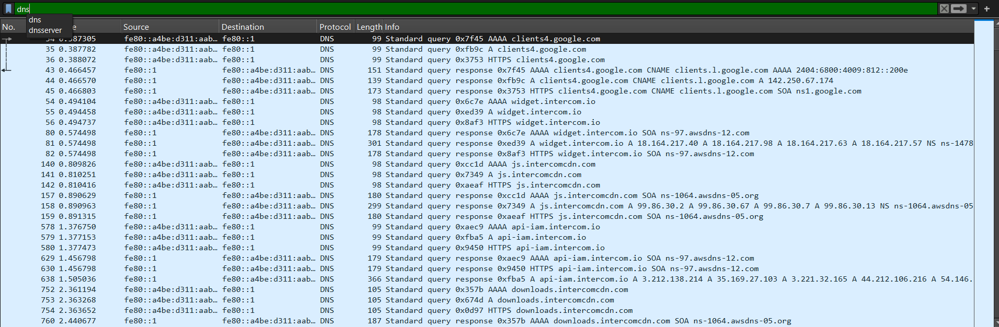 dns
dns
dnsserver
No. Source Destination Protocol Length Info
fe80::a4be:d311:aab… fe80::1 DNS 99 Standard query 0x7f45 AAAA clients4.google.com
35 0.387782 fe80::a4be:d311:aab… fe80::1 DNS 99 Standard query 0xfb9c A clients4.google.com
36 0.388072 fe80::a4be:d311:aab… fe80::1 DNS 99 Standard query 0x3753 HTTPS clients4.google.com
43 0.466457 fe80::1 fe80::a4be:d311:aab… DNS 151 Standard query response 0x7f45 AAAA clients4.google.com CNAME clients.l.google.com AAAA 2404:6800:4009:812::200e
44 0.466570 fe80::1 fe80::a4be:d311:aab… DNS 139 Standard query response 0xfb9c A clients4.google.com CNAME clients.l.google.com A 142.250.67.174
45 0.466803 fe80::1 fe80::a4be:d311:aab… DNS 173 Standard query response 0x3753 HTTPS clients4.google.com CNAME clients.l.google.com SOA ns1.google.com
54 0.494104 fe80::a4be:d311:aab… fe80::1 DNS 98 Standard query 0x6c7e AAAA widget.intercom.io
55 0.494458 fe80::a4be:d311:aab… fe80::1 DNS 98 Standard query 0xed39 A widget.intercom.io
56 0.494737 fe80::a4be:d311:aab… fe80::1 DNS 98 Standard query 0x8af3 HTTPS widget.intercom.io
80 0.574498 fe80::1 fe80::a4be:d311:aab… DNS 178 Standard query response 0x6c7e AAAA widget.intercom.io SOA ns-97.awsdns-12.com
81 0.574498 fe80::1 fe80::a4be:d311:aab… DNS 301 Standard query response 0xed39 A widget.intercom.io A 18.164.217.40 A 18.164.217.98 A 18.164.217.63 A 18.164.217.57 NS ns-1478
82 0.574498 fe80::1 fe80::a4be:d311:aab… DNS 178 Standard query response 0x8af3 HTTPS widget.intercom.io SOA ns-97.awsdns-12.com
140 0.809826 fe80::a4be:d311:aab… fe80::1 DNS 98 Standard query 0xcc1d AAAA js.intercomcdn.com
141 0.810251 fe80::a4be:d311:aab… fe80::1 DNS 98 Standard query 0x7349 A js.intercomcdn.com
142 0.810416 fe80::a4be:d311:aab… fe80::1 DNS 98 Standard query 0xaeaf HTTPS js.intercomcdn.com
157 0.890629 fe80::1 fe80::a4be:d311:aab… DNS 180 Standard query response 0xcc1d AAAA js.intercomcdn.com SOA ns-1064.awsdns-05.org
158 0.890963 fe80::1 fe80::a4be:d311:aab… DNS 299 Standard query response 0x7349 A js.intercomcdn.com A 99.86.30.2 A 99.86.30.67 A 99.86.30.7 A 99.86.30.13 NS ns-1064.awsdns-05
159 0.891315 fe80::1 fe80::a4be:d311:aab… DNS 180 Standard query response 0xaeaf HTTPS js.intercomcdn.com SOA ns-1064.awsdns-05.org
578 1.376750 fe80::a4be:d311:aab… fe80::1 DNS 99 Standard query 0xaec9 AAAA api-iam.intercom.io
579 1.377153 fe80::a4be:d311:aab… fe80::1 DNS 99 Standard query 0xfba5 A api-iam.intercom.io
580 1.377473 fe80::a4be:d311:aab… fe80::1 DNS 99 Standard query 0x9450 HTTPS api-iam.intercom.io
629 1.456798 fe80::1 fe80::a4be:d311:aab… DNS 179 Standard query response 0xaec9 AAAA api-iam.intercom.io SOA ns-97.awsdns-12.com
630 1.456798 fe80::1 fe80::a4be:d311:aab… DNS 179 Standard query response 0x9450 HTTPS api-iam.intercom.io SOA ns-97.awsdns-12.com
638 1.505036 fe80::1 fe80::a4be:d311:aab… DNS 366 Standard query response 0xfba5 A api-iam.intercom.io A 3.212.138.214 A 35.169.27.103 A 3.221.32.165 A 44.212.106.216 A 54.146.
752 2.361194 fe80::a4be:d311:aab… fe80::1 DNS 105 Standard query 0x357b AAAA downloads.intercomcdn.com
753 2.363268 fe80::a4be:d311:aab… fe80::1 DNS 105 Standard query 0x674d A downloads.intercomcdn.com
754 2.363652 fe80::a4be:d311:aab… fe80::1 DNS 105 Standard query 0x0d97 HTTPS downloads.intercomcdn.com
760 2.440677 fe80::1 fe80::a4be:d311:aab… DNS 187 Standard query response 0x357b AAAA downloads.intercomcdn.com SOA ns-1064.awsdns-05.org